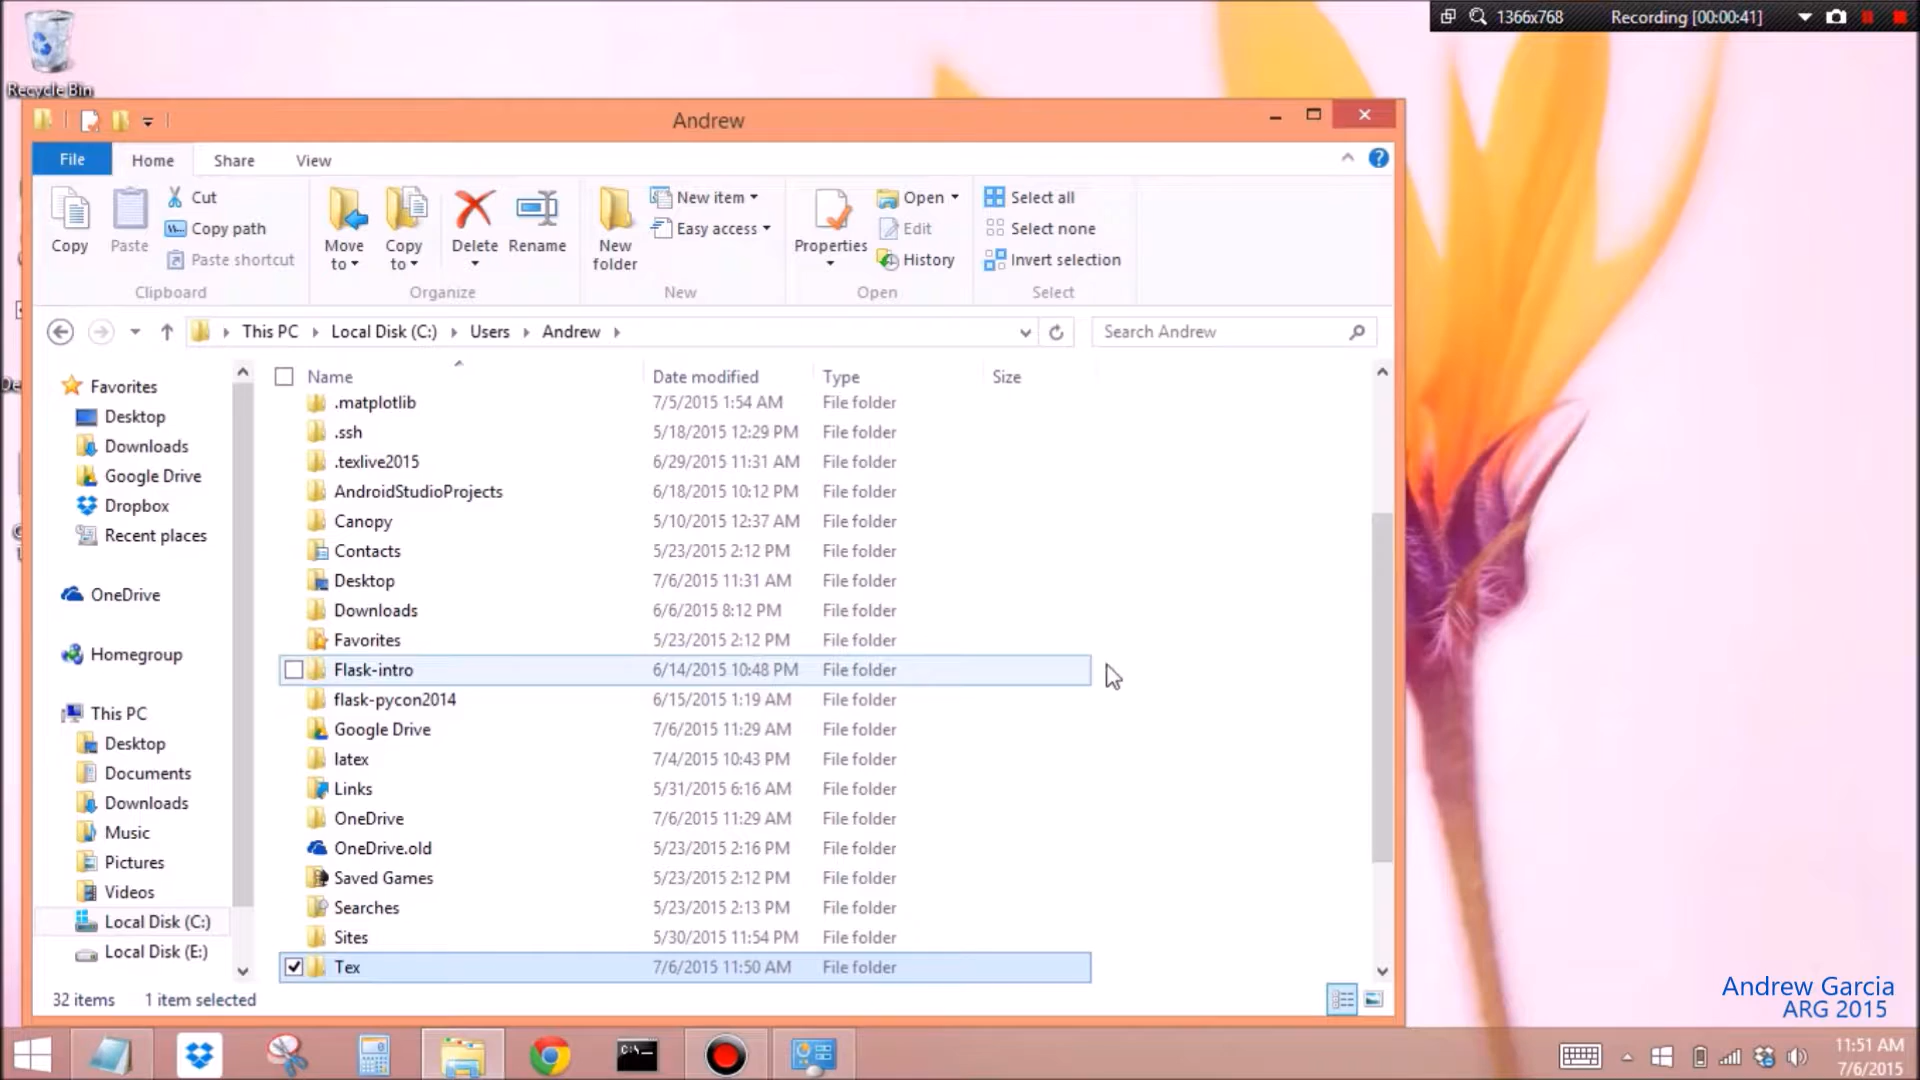 1366x768
Recording [00:00:41]
Recycle Bin
Andrew
File
Home
Share
View
Copy
Paste
Cut
Copy path
Paste shortcut
Clipboard
Move to
Copy to
Delete
Rename
Organize
New folder
New item
Easy access
New
Properties
Open
Edit
History
Open
Select all
Select none
Invert selection
Select
This PC
Local Disk (C:)
Users
Andrew
Search Andrew
Favorites
Desktop
Downloads
Google Drive
Dropbox
Recent places
OneDrive
Homegroup
This PC
Desktop
Documents
Downloads
Music
Pictures
Videos
Local Disk (C:)
Local Disk (E:)
Name Date modified Type Size
.matplotlib 7/5/2015 1:54 AM File folder
.ssh 5/18/2015 12:29 PM File folder
.texlive2015 6/29/2015 11:31 AM File folder
AndroidStudioProjects 6/18/2015 10:12 PM File folder
Canopy 5/10/2015 12:37 AM File folder
Contacts 5/23/2015 2:12 PM File folder
Desktop 7/6/2015 11:31 AM File folder
Downloads 6/6/2015 8:12 PM File folder
Favorites 5/23/2015 2:12 PM File folder
Flask-intro 6/14/2015 10:48 PM File folder
flask-pycon2014 6/15/2015 1:19 AM File folder
Google Drive 7/6/2015 11:29 AM File folder
latex 7/4/2015 10:43 PM File folder
Links 5/31/2015 6:16 AM File folder
OneDrive 7/6/2015 11:29 AM File folder
OneDrive.old 5/23/2015 2:16 PM File folder
Saved Games 5/23/2015 2:12 PM File folder
Searches 5/23/2015 2:13 PM File folder
Sites 5/30/2015 11:54 PM File folder
Tex 7/6/2015 11:50 AM File folder
32 items 1 item selected
Andrew Garcia
ARG 2015
C:\
11:51 AM
7/6/2015